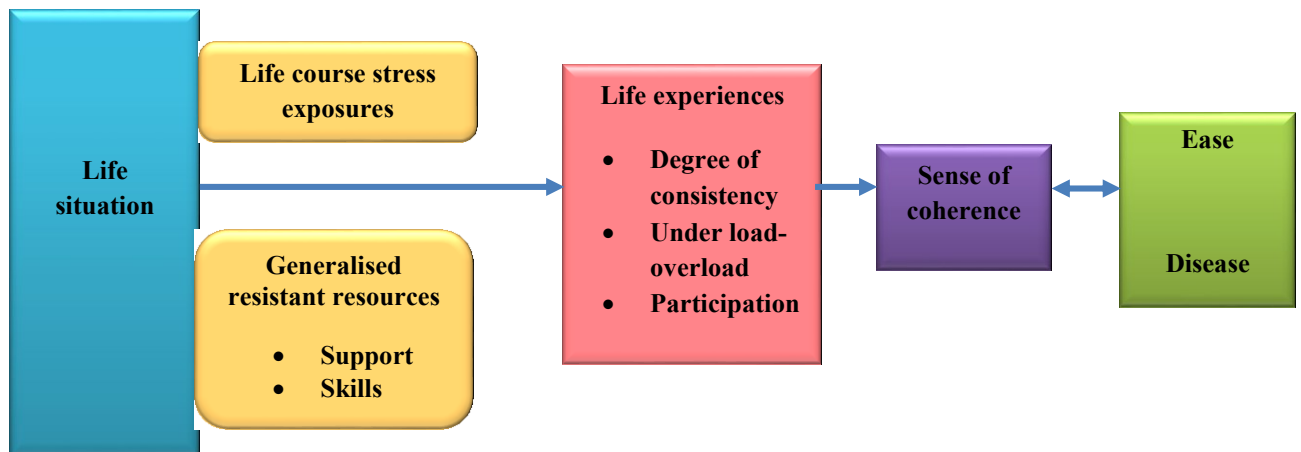 Life
situation
Life course stress
exposures
Generalised
resistant resources
• Support
• Skills
Life experiences
• Degree of
consistency
• Under load-
overload
• Participation
Sense of
coherence
Ease
Disease